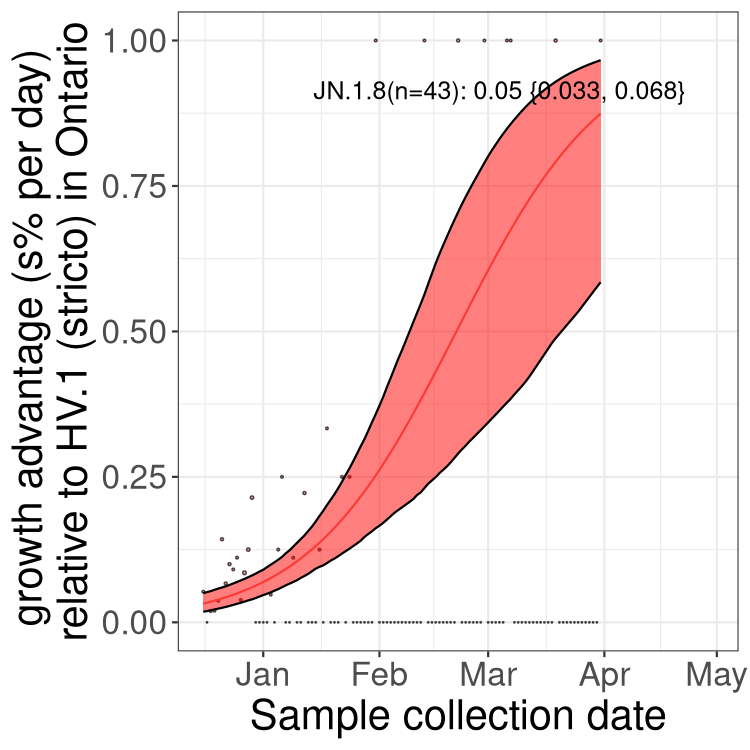 growth advantage (s% per day)
relative to HV.1 (stricto) in Ontario
1.00
0.75
0.50
0.25
0.00
JN.1.8(n=43): 0.05 {0.033, 0.068}
Jan Feb Mar Apr May
Sample collection date